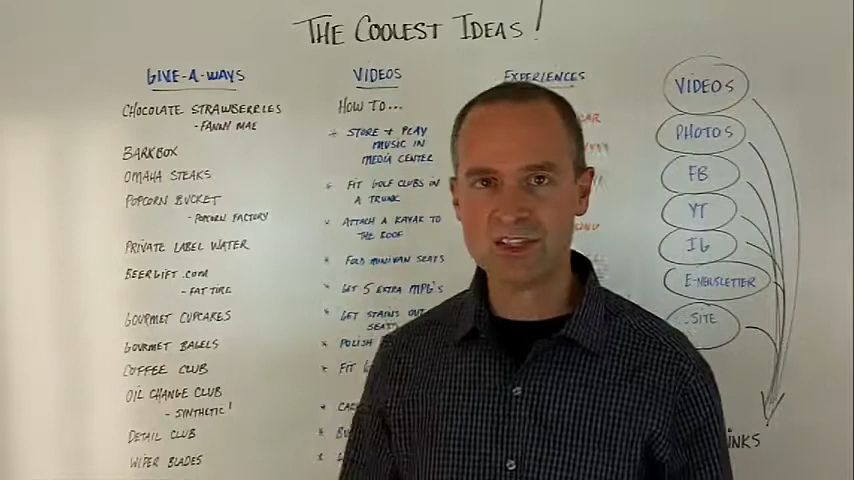 THE COOLEST IDEAS!
GIVE-A-WAYS
CHOCOLATE STRAWBERRIES
- FANNY MAE
BARKBOX
OMAHA STEAKS
POPCORN BUCKET
- POPCORN FACTORY
PRIVATE LABEL WATER
BEERLIFT.COM
- FAT TIRE
GOURMET CUPCAKES
GOURMET BAGELS
COFFEE CLUB
OIL CHANGE CLUB
- SYNTHETIC!
DETAIL CLUB
WIPER BLADES
VIDEOS
HOW TO...
* STORE + PLAY
MUSIC IN
MEDIA CENTER
* FIT GOLF CLUBS IN
A TRUNK
* ATTACH A KAYAK TO
THE ROOF
* FOLD MINIVAN SEATS
* GET 5 EXTRA MPG'S
* GET STAINS OUT
SEATS
* POLISH
* FIT
EXPERIENCES
VIDEOS
PHOTOS
FB
YT
IG
E-NEWSLETTER
SITE